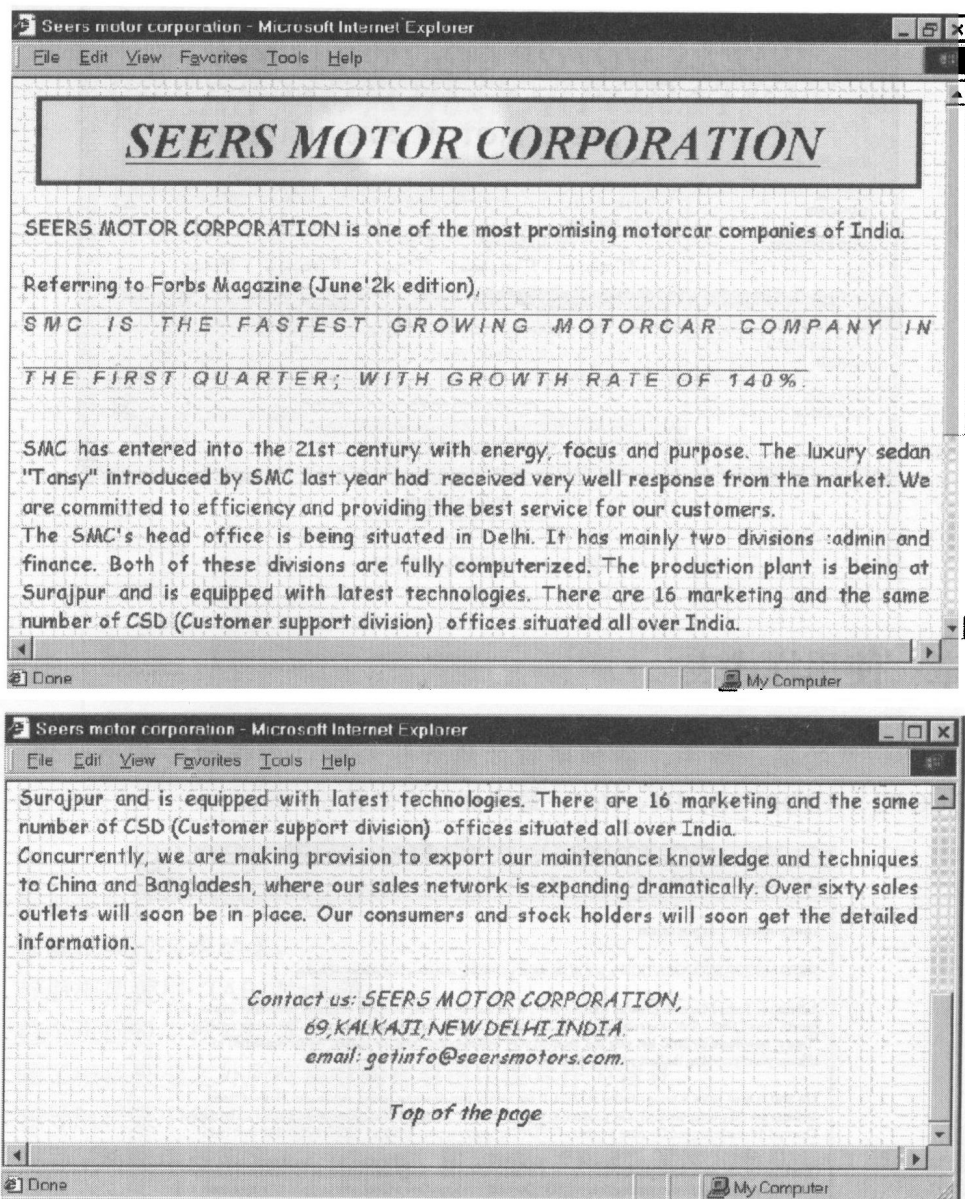 Seers motor corporation - Microsoft Internet Explorer
File Edit View Favorites Tools Help
SEERS MOTOR CORPORATION
SEERS MOTOR CORPORATION is one of the most promising motorcar companies of India.
Referring to Forbs Magazine (June'2k edition),
SMC IS THE FASTEST GROWING MOTORCAR COMPANY IN
THE FIRST QUARTER; WITH GROWTH RATE OF 140%.
SMC has entered into the 21st century with energy, focus and purpose. The luxury sedan
"Tansy" introduced by SMC last year had received very well response from the market. We
are committed to efficiency and providing the best service for our customers.
The SMC's head office is being situated in Delhi. It has mainly two divisions :admin and
finance. Both of these divisions are fully computerized. The production plant is being at
Surajpur and is equipped with latest technologies. There are 16 marketing and the same
number of CSD (Customer support division) offices situated all over India.
Done My Computer
Seers motor corporation - Microsoft Internet Explorer
File Edit View Favorites Tools Help
Surajpur and is equipped with latest technologies. There are 16 marketing and the same
number of CSD (Customer support division) offices situated all over India.
Concurrently, we are making provision to export our maintenance knowledge and techniques
to China and Bangladesh, where our sales network is expanding dramatically. Over sixty sales
outlets will soon be in place. Our consumers and stock holders will soon get the detailed
information.
Contact us: SEERS MOTOR CORPORATION,
69,KALKAJI,NEW DELHI,INDIA.
email: getinfo@seersmotors.com.
Top of the page
Done My Computer